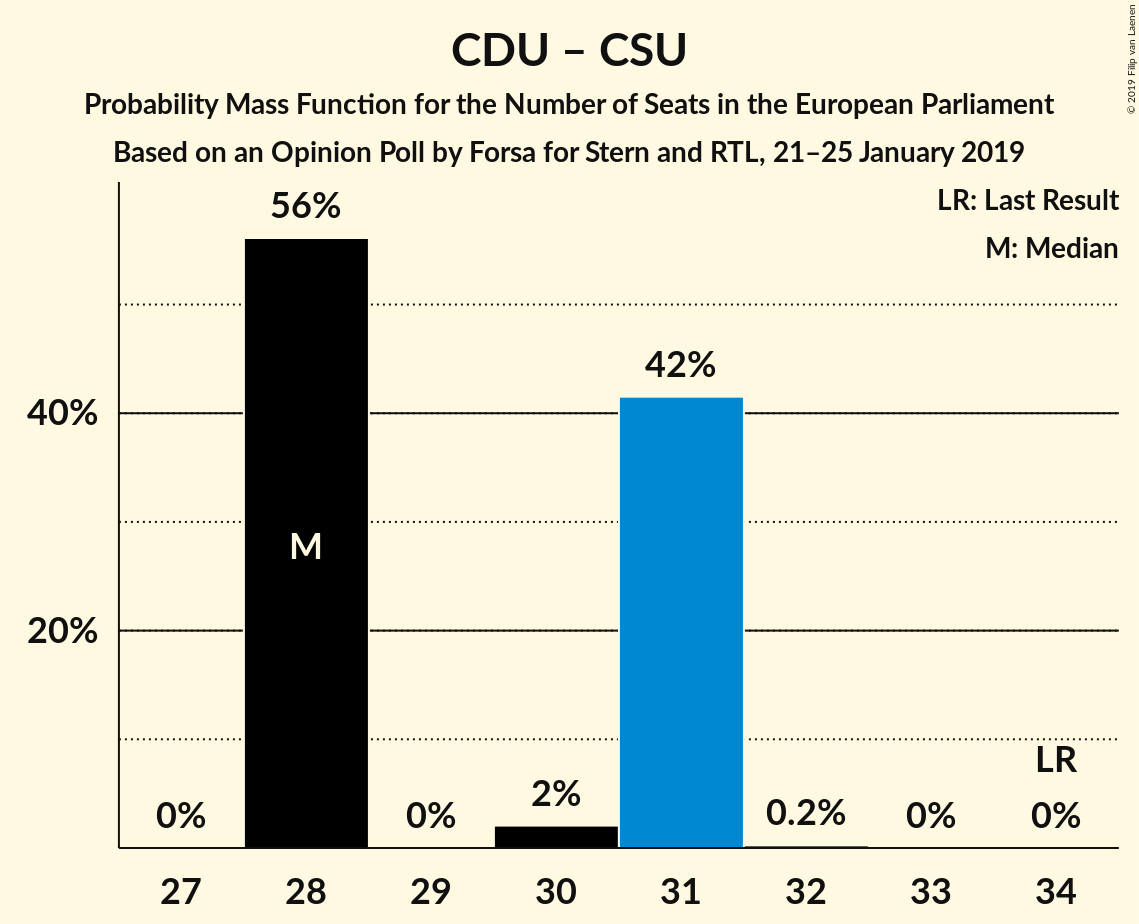 CDU – CSU
Probability Mass Function for the Number of Seats in the European Parliament
Based on an Opinion Poll by Forsa for Stern and RTL, 21–25 January 2019
© 2019 Filip van Laenen
LR: Last Result
M: Median
56%
42%
40%
M
20%
LR
0%
0%
2%
0.2%
0%
0%
27
28
29
30
31
32
33
34